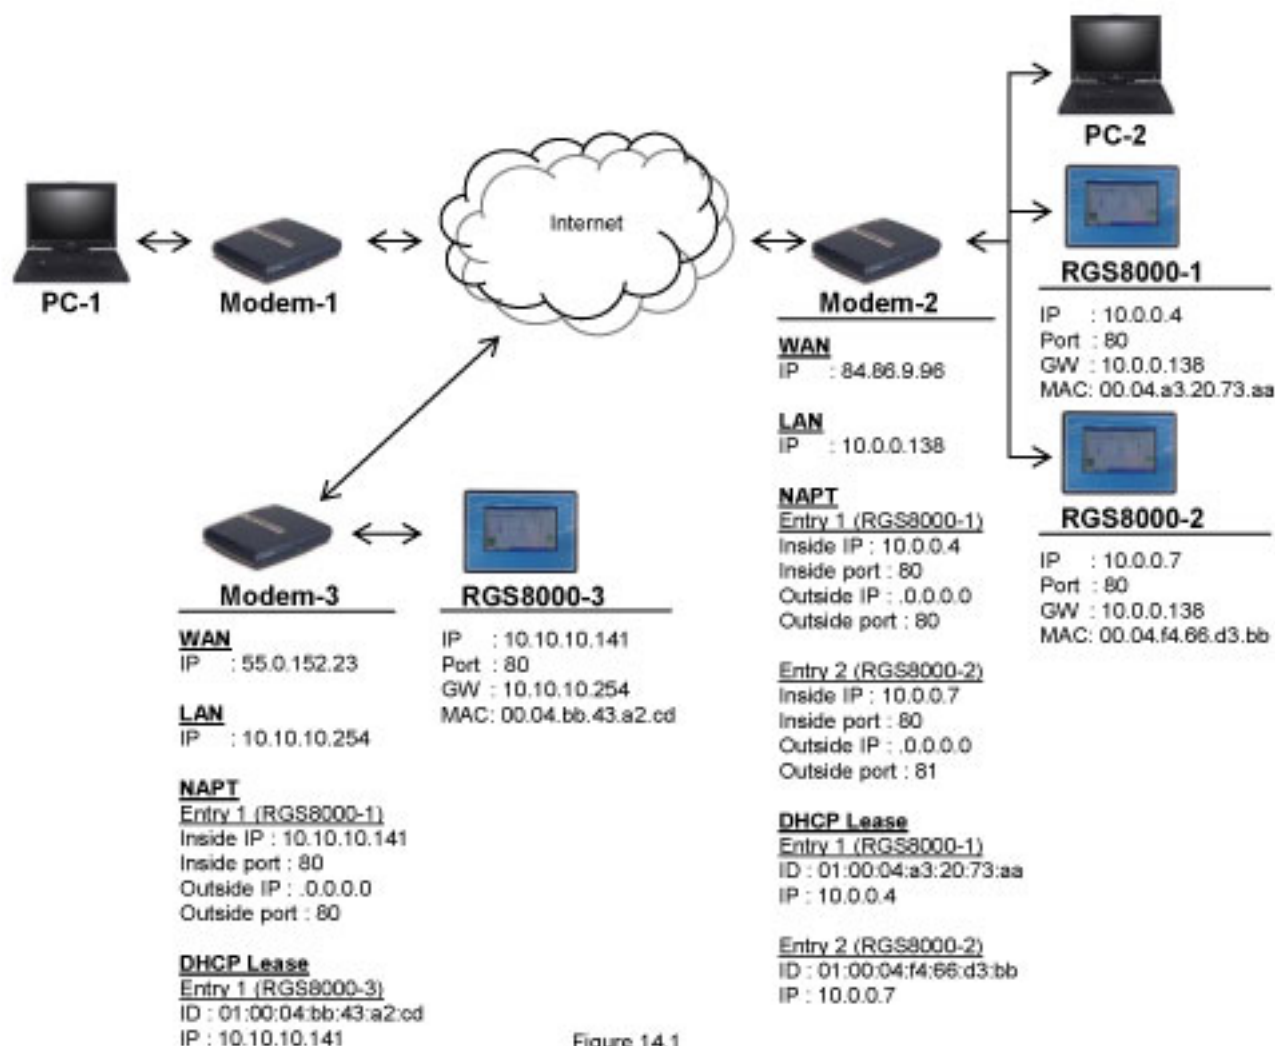 PC-2
Internet
PC-1
Modem-1
Modem-2
RGS8000-1
IP : 10.0.0.4
Port : 80
GW : 10.0.0.138
MAC: 00.04.a3.20.73.aa
WAN
IP : 84.86.9.96
LAN
IP : 10.0.0.138
NAPT
Entry 1 (RGS8000-1)
Inside IP : 10.0.0.4
Inside port : 80
Outside IP : .0.0.0.0
Outside port : 80
Entry 2 (RGS8000-2)
Inside IP : 10.0.0.7
Inside port : 80
Outside IP : .0.0.0.0
Outside port : 81
DHCP Lease
Entry 1 (RGS8000-1)
ID : 01:00:04:a3:20:73:aa
IP : 10.0.0.4
Entry 2 (RGS8000-2)
ID : 01:00:04:f4:66:d3:bb
IP : 10.0.0.7
RGS8000-2
IP : 10.0.0.7
Port : 80
GW : 10.0.0.138
MAC: 00.04.f4.66.d3.bb
Modem-3
WAN
IP : 55.0.152.23
LAN
IP : 10.10.10.254
NAPT
Entry 1 (RGS8000-1)
Inside IP : 10.10.10.141
Inside port : 80
Outside IP : .0.0.0.0
Outside port : 80
DHCP Lease
Entry 1 (RGS8000-3)
ID : 01:00:04:bb:43:a2:cd
IP : 10.10.10.141
RGS8000-3
IP : 10.10.10.141
Port : 80
GW : 10.10.10.254
MAC: 00.04.bb.43.a2.cd
Figure 14.1